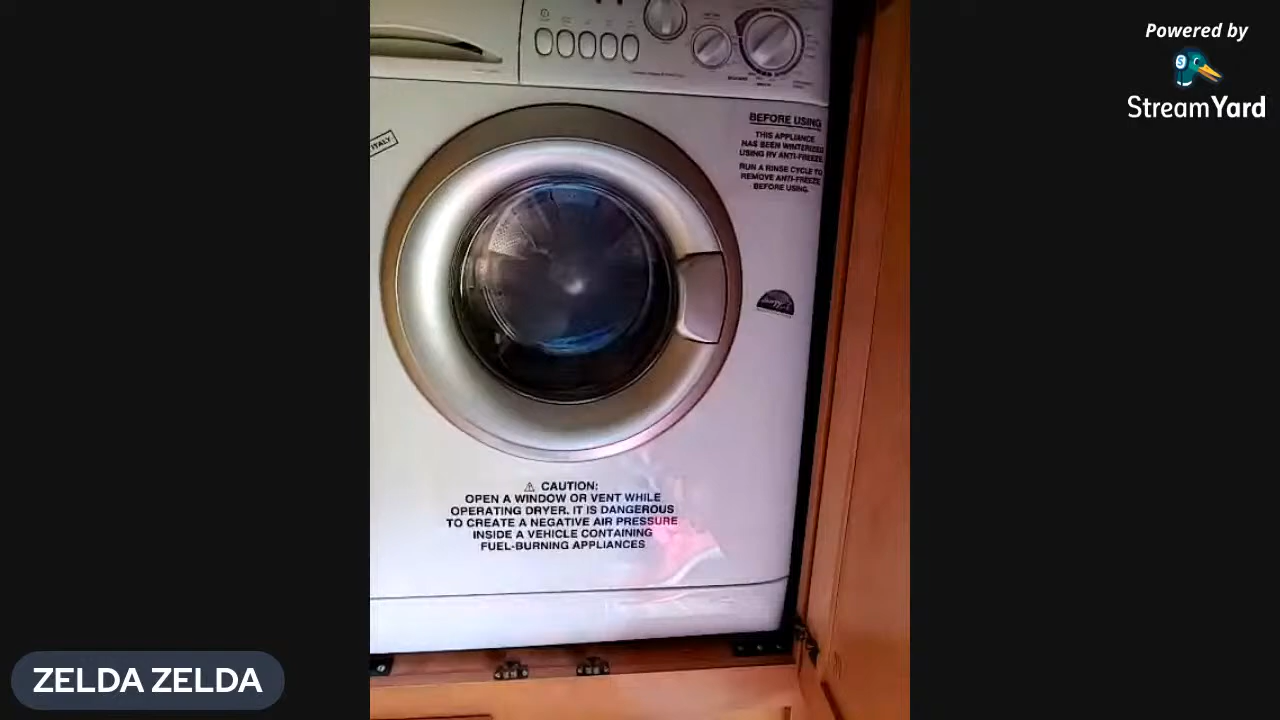 Powered by
StreamYard
ITALY
BEFORE USING
THIS APPLIANCE
HAS BEEN WINTERIZED
USING RV ANTI-FREEZE
RUN A RINSE CYCLE TO
REMOVE ANTI-FREEZE
BEFORE USING.
CAUTION:
OPEN A WINDOW OR VENT WHILE
OPERATING DRYER. IT IS DANGEROUS
TO CREATE A NEGATIVE AIR PRESSURE
INSIDE A VEHICLE CONTAINING
FUEL-BURNING APPLIANCES
ZELDA ZELDA